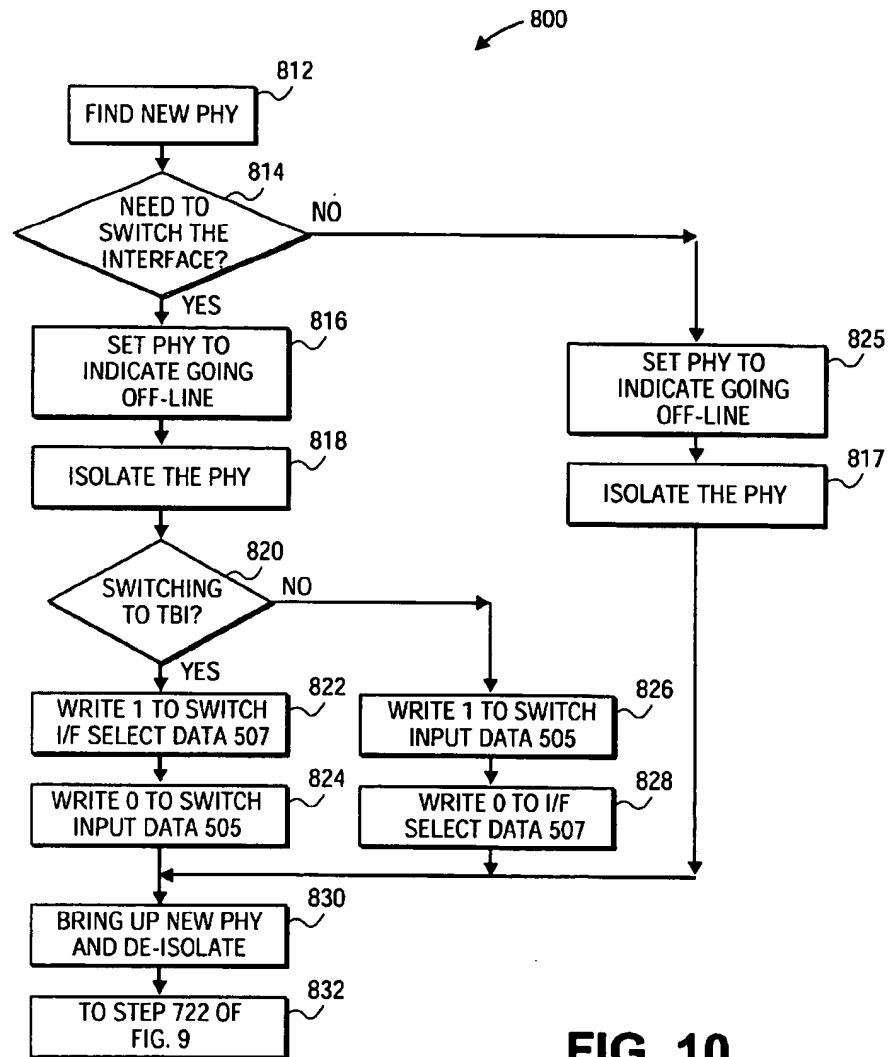 800
812
FIND NEW PHY
814
NEED TO
SWITCH THE
INTERFACE?
NO
YES
816
SET PHY TO
INDICATE GOING
OFF-LINE
825
SET PHY TO
INDICATE GOING
OFF-LINE
818
ISOLATE THE PHY
817
ISOLATE THE PHY
820
SWITCHING
TO TBI?
NO
YES
822
WRITE 1 TO SWITCH
I/F SELECT DATA 507
826
WRITE 1 TO SWITCH
INPUT DATA 505
824
WRITE 0 TO SWITCH
INPUT DATA 505
828
WRITE 0 TO I/F
SELECT DATA 507
830
BRING UP NEW PHY
AND DE-ISOLATE
832
TO STEP 722 OF
FIG. 9
FIG. 10